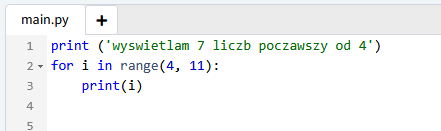 main.py +
1 print ('wyswietlam 7 liczb poczawszy od 4')
2 for i in range(4, 11):
3     print(i)
4
5